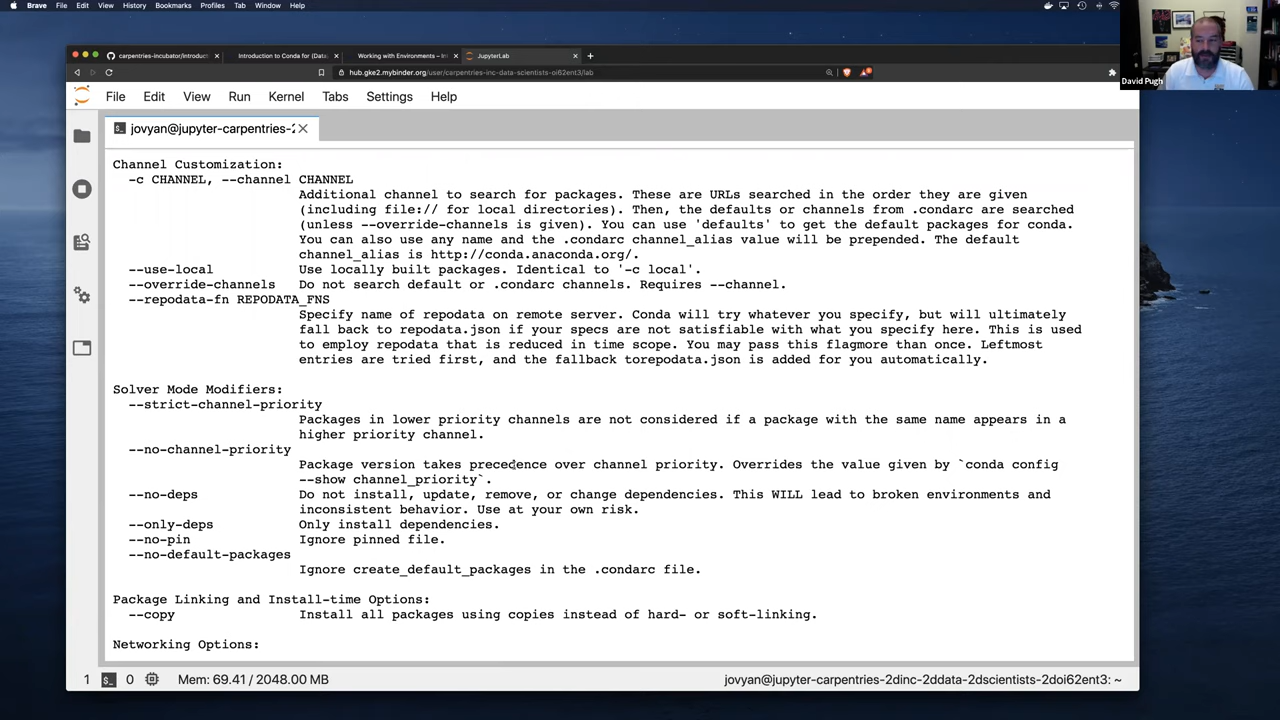 Brave File Edit View History Bookmarks Profiles Tab Window Help
carpentries-incubator/introduct
Introduction to Conda for (Data
Working with Environments – In
JupyterLab
hub.gke2.mybinder.org/user/carpentries-inc-data-scientists-oi62ent3/lab
David Pugh
File Edit View Run Kernel Tabs Settings Help
jovyan@jupyter-carpentries-2
Channel Customization:
-c CHANNEL, --channel CHANNEL
Additional channel to search for packages. These are URLs searched in the order they are given
(including file:// for local directories). Then, the defaults or channels from .condarc are searched
(unless --override-channels is given). You can use 'defaults' to get the default packages for conda.
You can also use any name and the .condarc channel_alias value will be prepended. The default
channel_alias is http://conda.anaconda.org/.
--use-local Use locally built packages. Identical to '-c local'.
--override-channels Do not search default or .condarc channels. Requires --channel.
--repodata-fn REPODATA_FNS
Specify name of repodata on remote server. Conda will try whatever you specify, but will ultimately
fall back to repodata.json if your specs are not satisfiable with what you specify here. This is used
to employ repodata that is reduced in time scope. You may pass this flagmore than once. Leftmost
entries are tried first, and the fallback torepodata.json is added for you automatically.
Solver Mode Modifiers:
--strict-channel-priority
Packages in lower priority channels are not considered if a package with the same name appears in a
higher priority channel.
--no-channel-priority
Package version takes precedence over channel priority. Overrides the value given by `conda config
--show channel_priority`.
--no-deps Do not install, update, remove, or change dependencies. This WILL lead to broken environments and
inconsistent behavior. Use at your own risk.
--only-deps Only install dependencies.
--no-pin Ignore pinned file.
--no-default-packages
Ignore create_default_packages in the .condarc file.
Package Linking and Install-time Options:
--copy Install all packages using copies instead of hard- or soft-linking.
Networking Options:
1 0 Mem: 69.41 / 2048.00 MB jovyan@jupyter-carpentries-2dinc-2ddata-2dscientists-2doi62ent3: ~